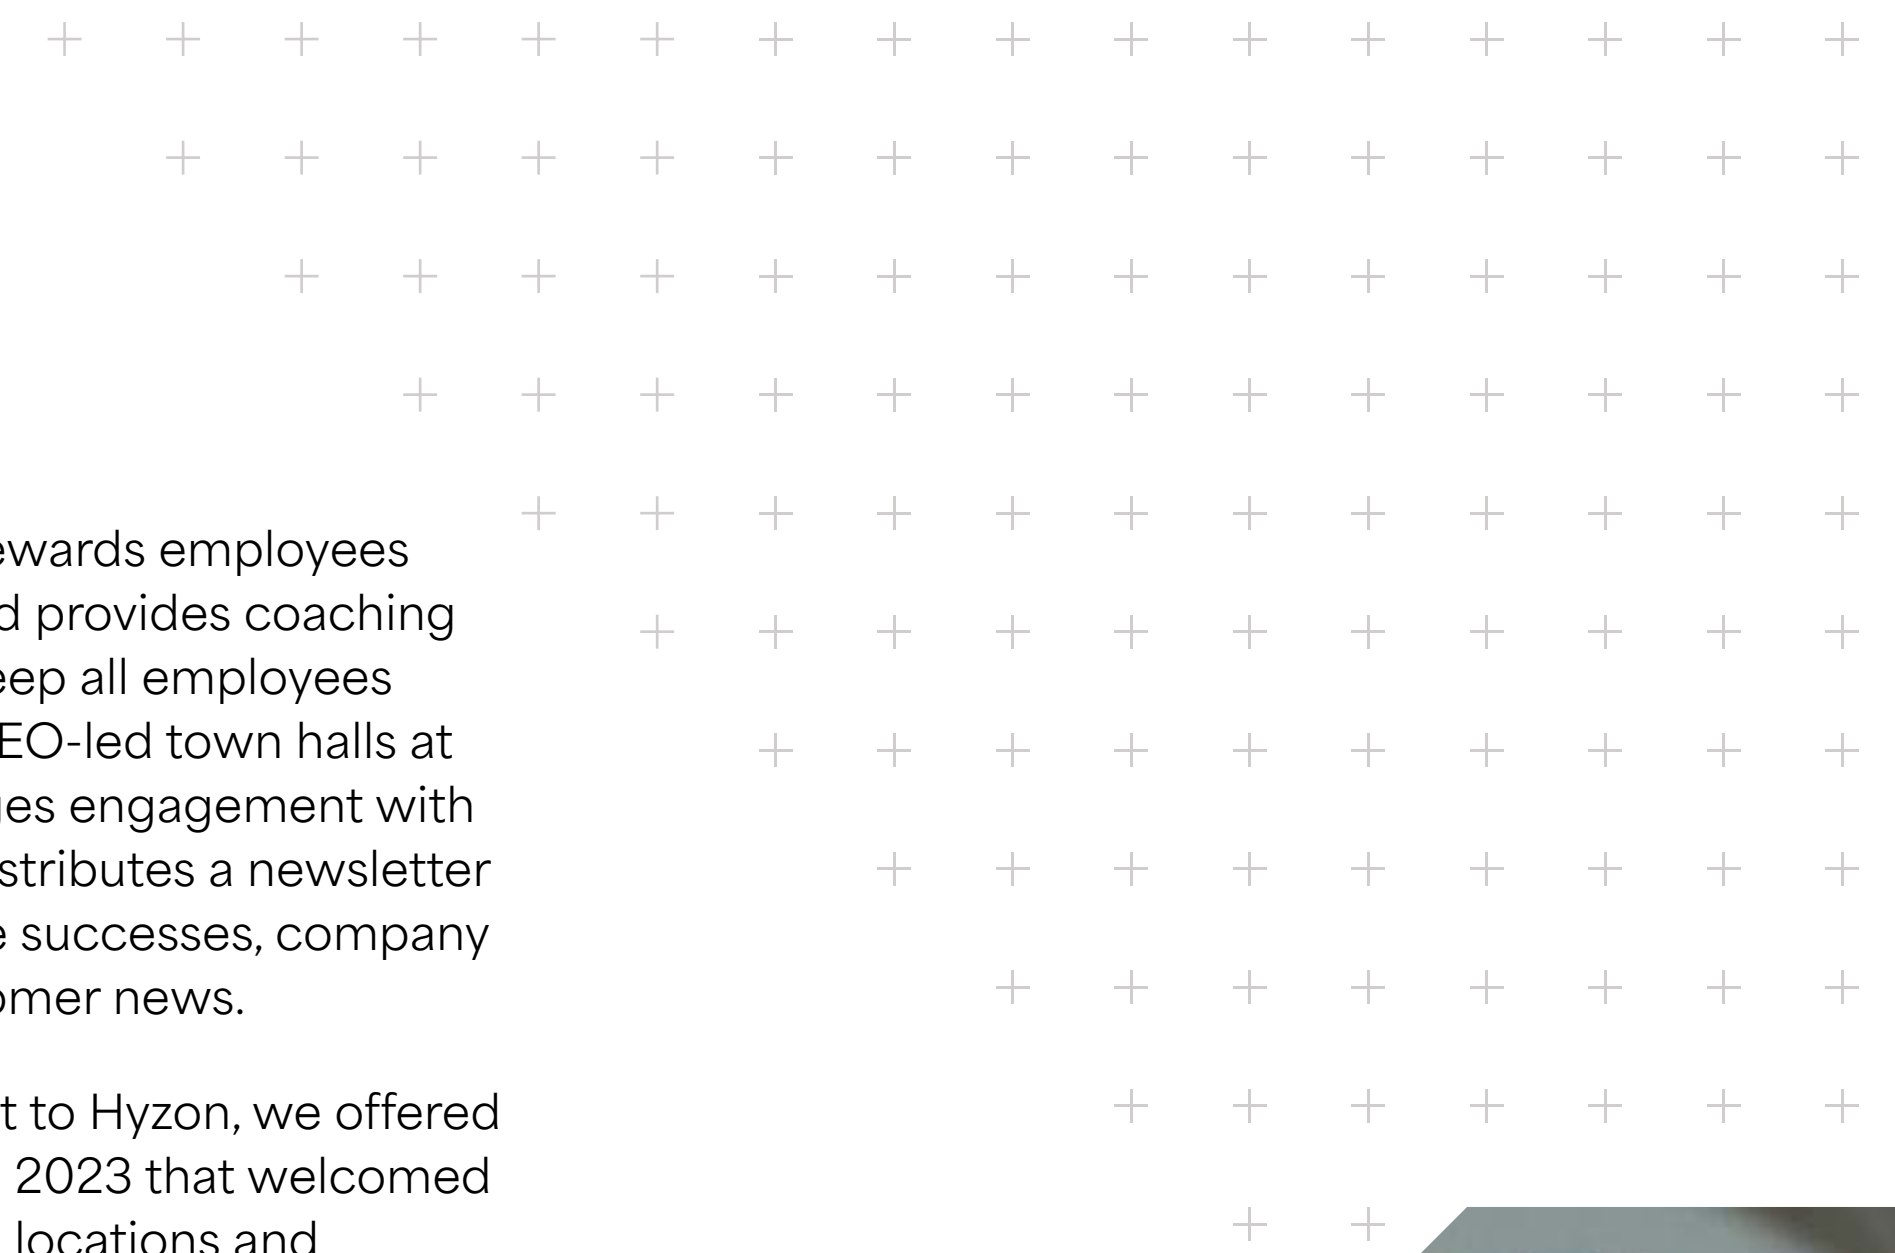 ewards employees
d provides coaching
eep all employees
EO-led town halls at
ges engagement with
stributes a newsletter
e successes, company
omer news.
t to Hyzon, we offered
2023 that welcomed
locations and